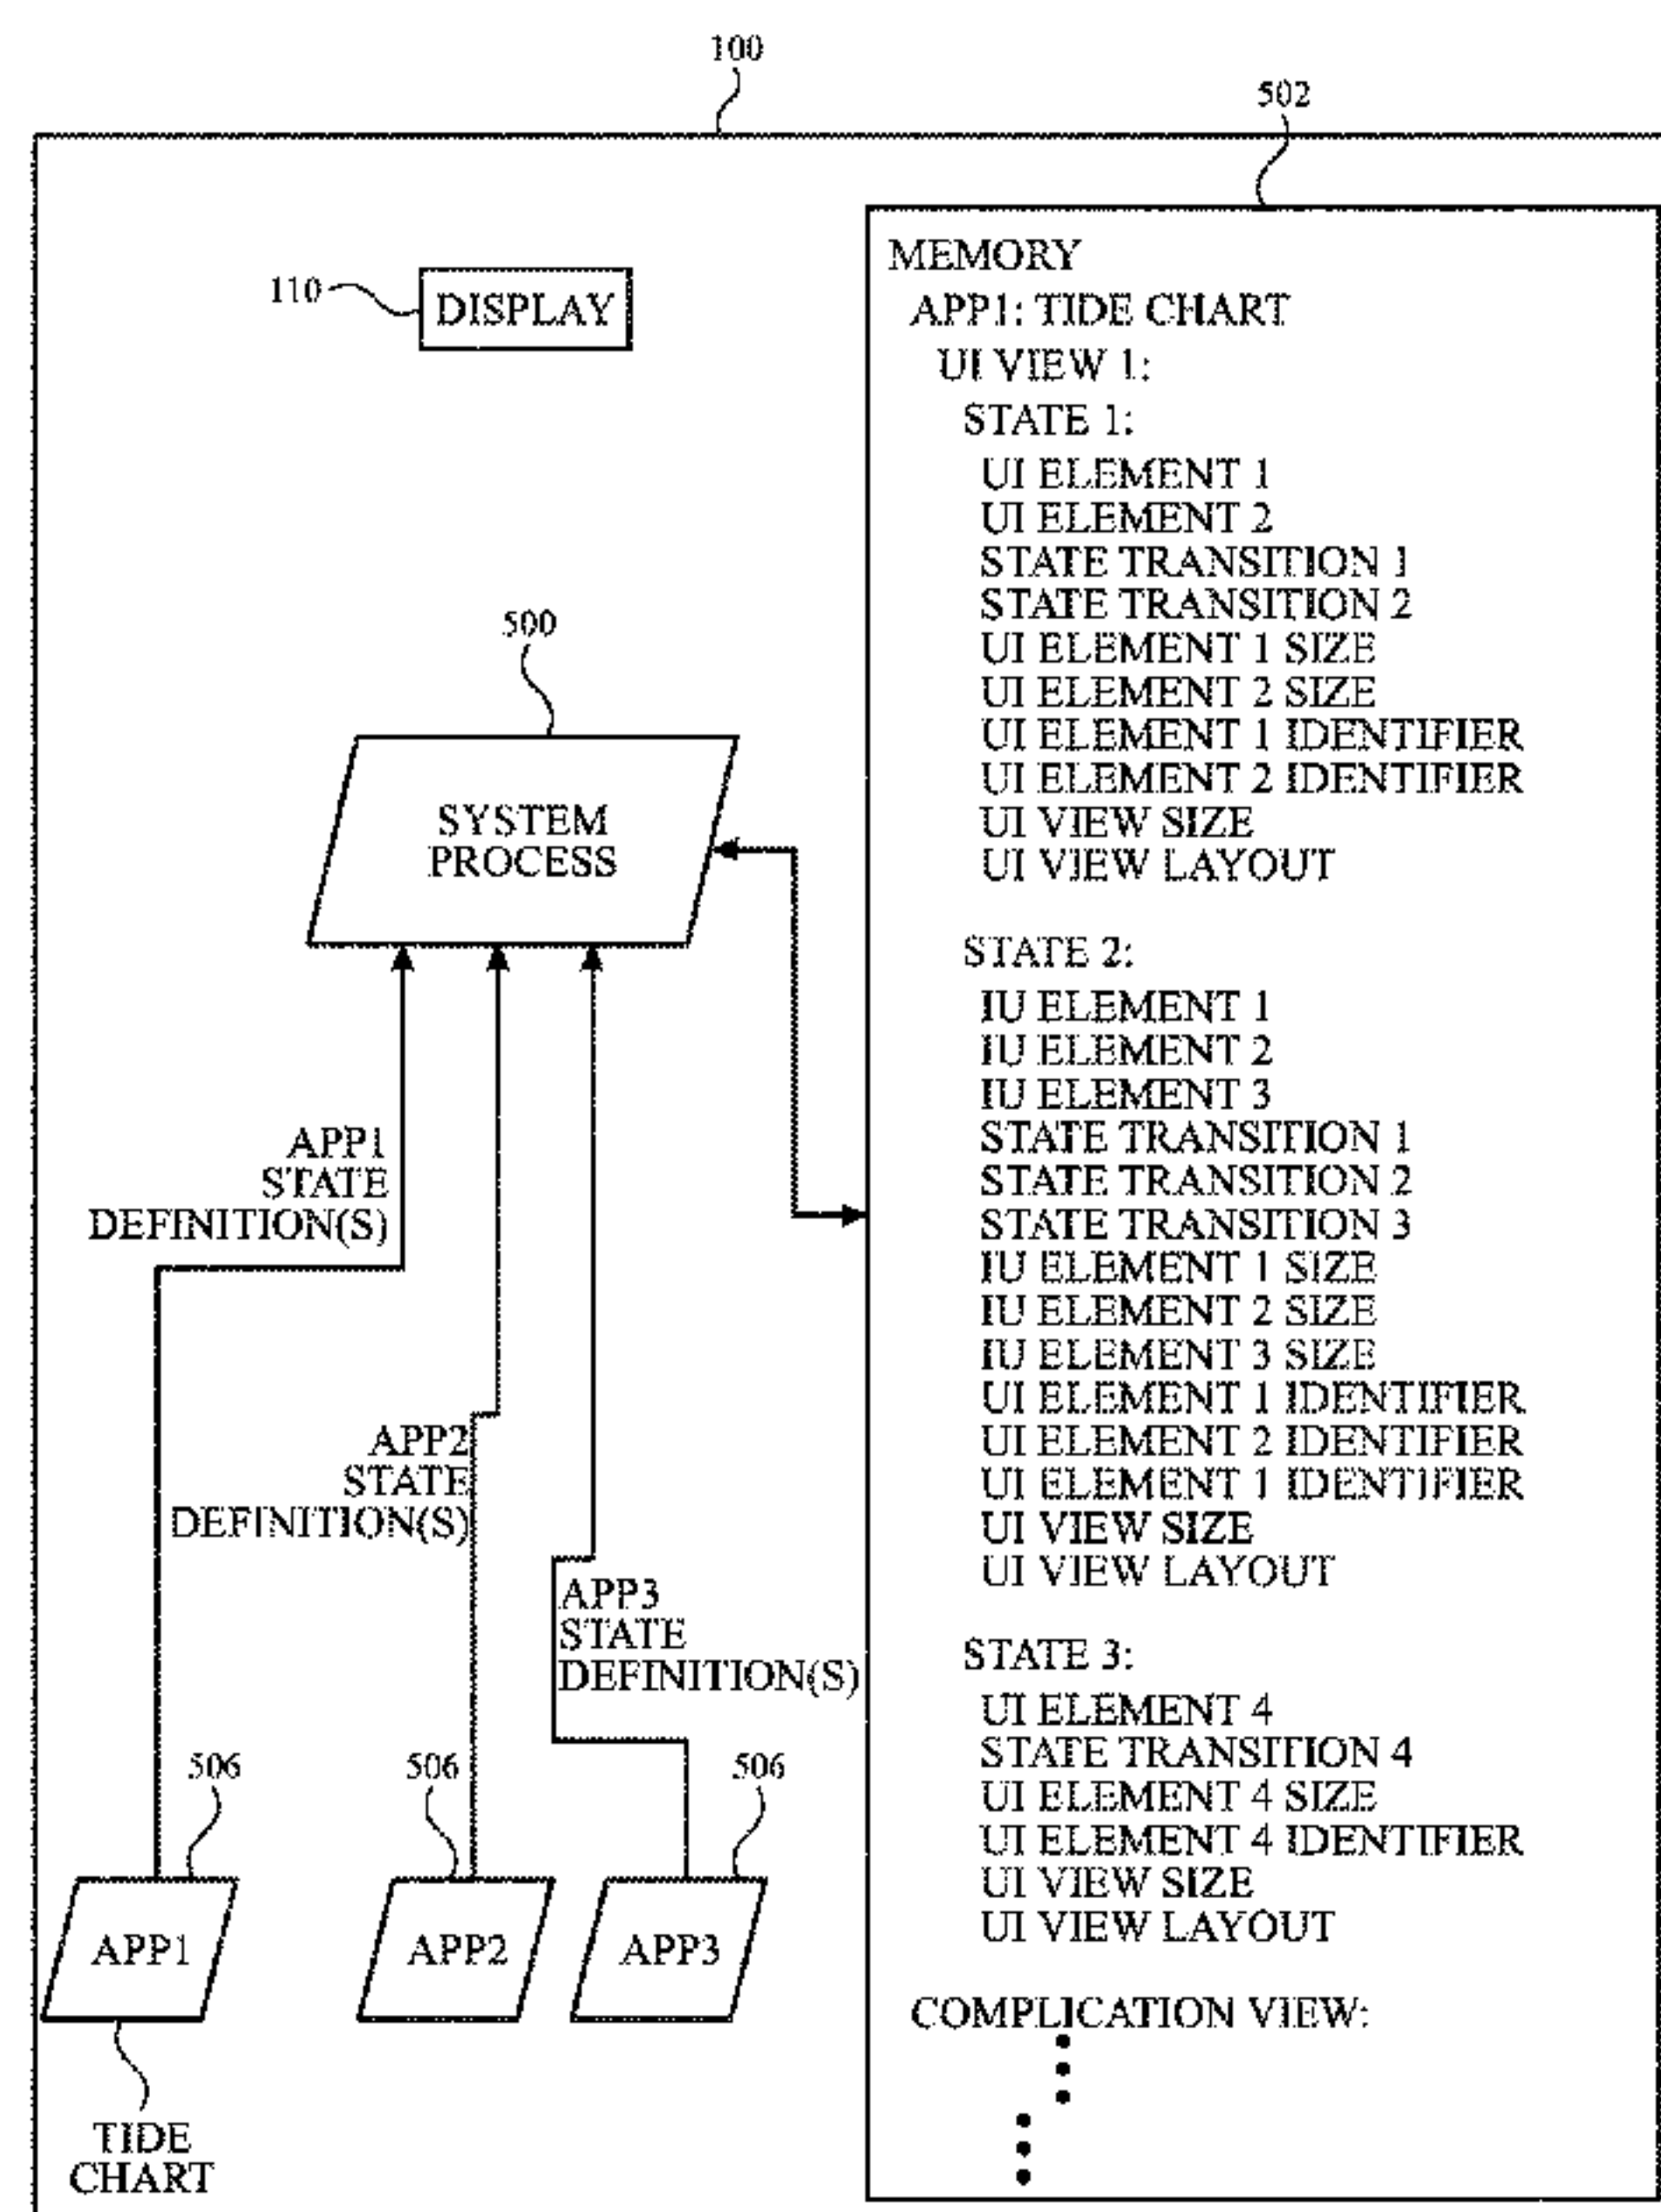 100
502
110
DISPLAY
500
SYSTEM
PROCESS
APP1
STATE
DEFINITION(S)
APP2
STATE
DEFINITION(S)
APP3
STATE
DEFINITION(S)
506
506
506
APP1
APP2
APP3
TIDE
CHART
MEMORY
APP1: TIDE CHART
UI VIEW 1:
STATE 1:
UI ELEMENT 1
UI ELEMENT 2
STATE TRANSITION 1
STATE TRANSITION 2
UI ELEMENT 1 SIZE
UI ELEMENT 2 SIZE
UI ELEMENT 1 IDENTIFIER
UI ELEMENT 2 IDENTIFIER
UI VIEW SIZE
UI VIEW LAYOUT
STATE 2:
IU ELEMENT 1
IU ELEMENT 2
IU ELEMENT 3
STATE TRANSITION 1
STATE TRANSITION 2
STATE TRANSITION 3
IU ELEMENT 1 SIZE
IU ELEMENT 2 SIZE
IU ELEMENT 3 SIZE
UI ELEMENT 1 IDENTIFIER
UI ELEMENT 2 IDENTIFIER
UI ELEMENT 1 IDENTIFIER
UI VIEW SIZE
UI VIEW LAYOUT
STATE 3:
UI ELEMENT 4
STATE TRANSITION 4
UI ELEMENT 4 SIZE
UI ELEMENT 4 IDENTIFIER
UI VIEW SIZE
UI VIEW LAYOUT
COMPLICATION VIEW: